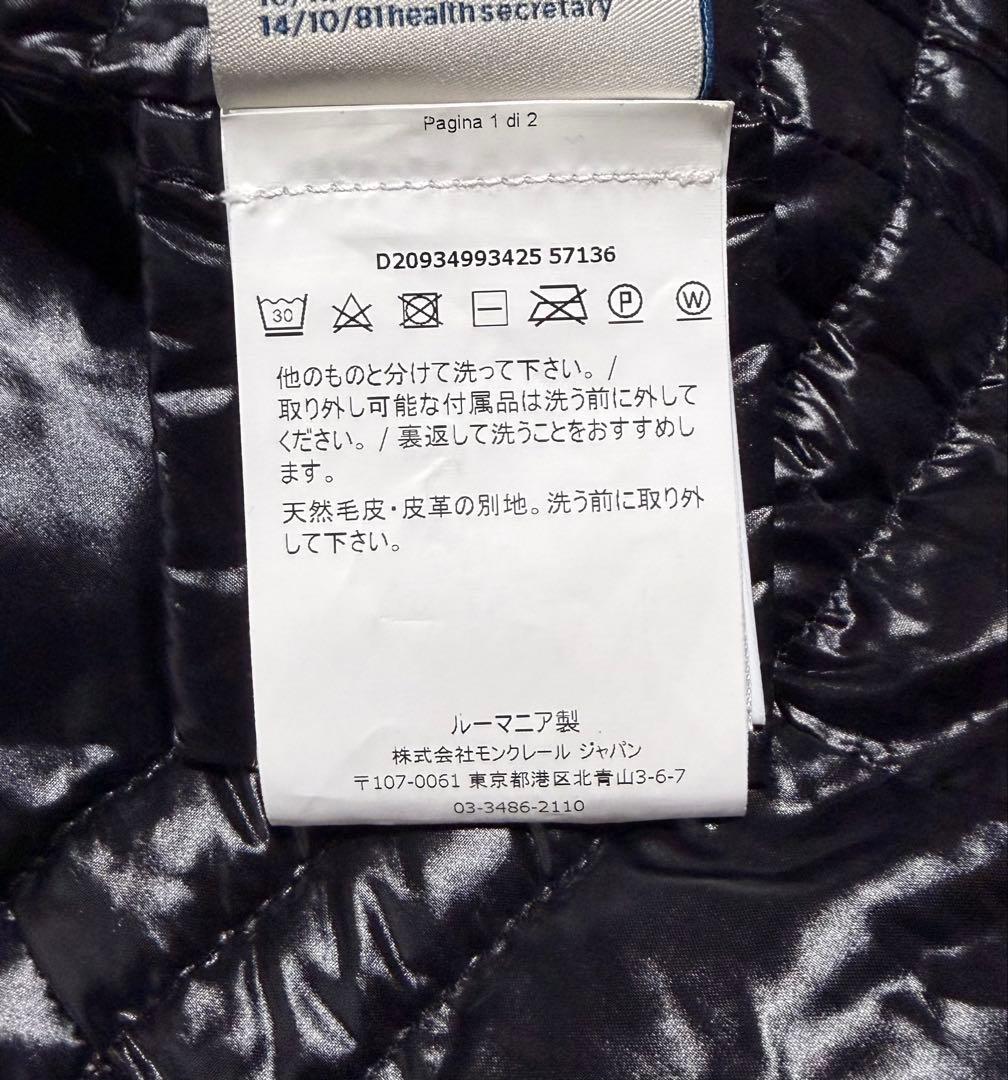 14/10/81healthsecretary
Pagina 1 di 2
D20934993425 57136
30
P
W
他のものと分けて洗って下さい。/
取り外し可能な付属品は洗う前に外して
ください。/ 裏返して洗うことをおすすめし
ます。
天然毛皮・皮革の別地。洗う前に取り外
して下さい。
ルーマニア製
株式会社モンクレール ジャパン
〒107-0061 東京都港区北青山3-6-7
03-3486-2110